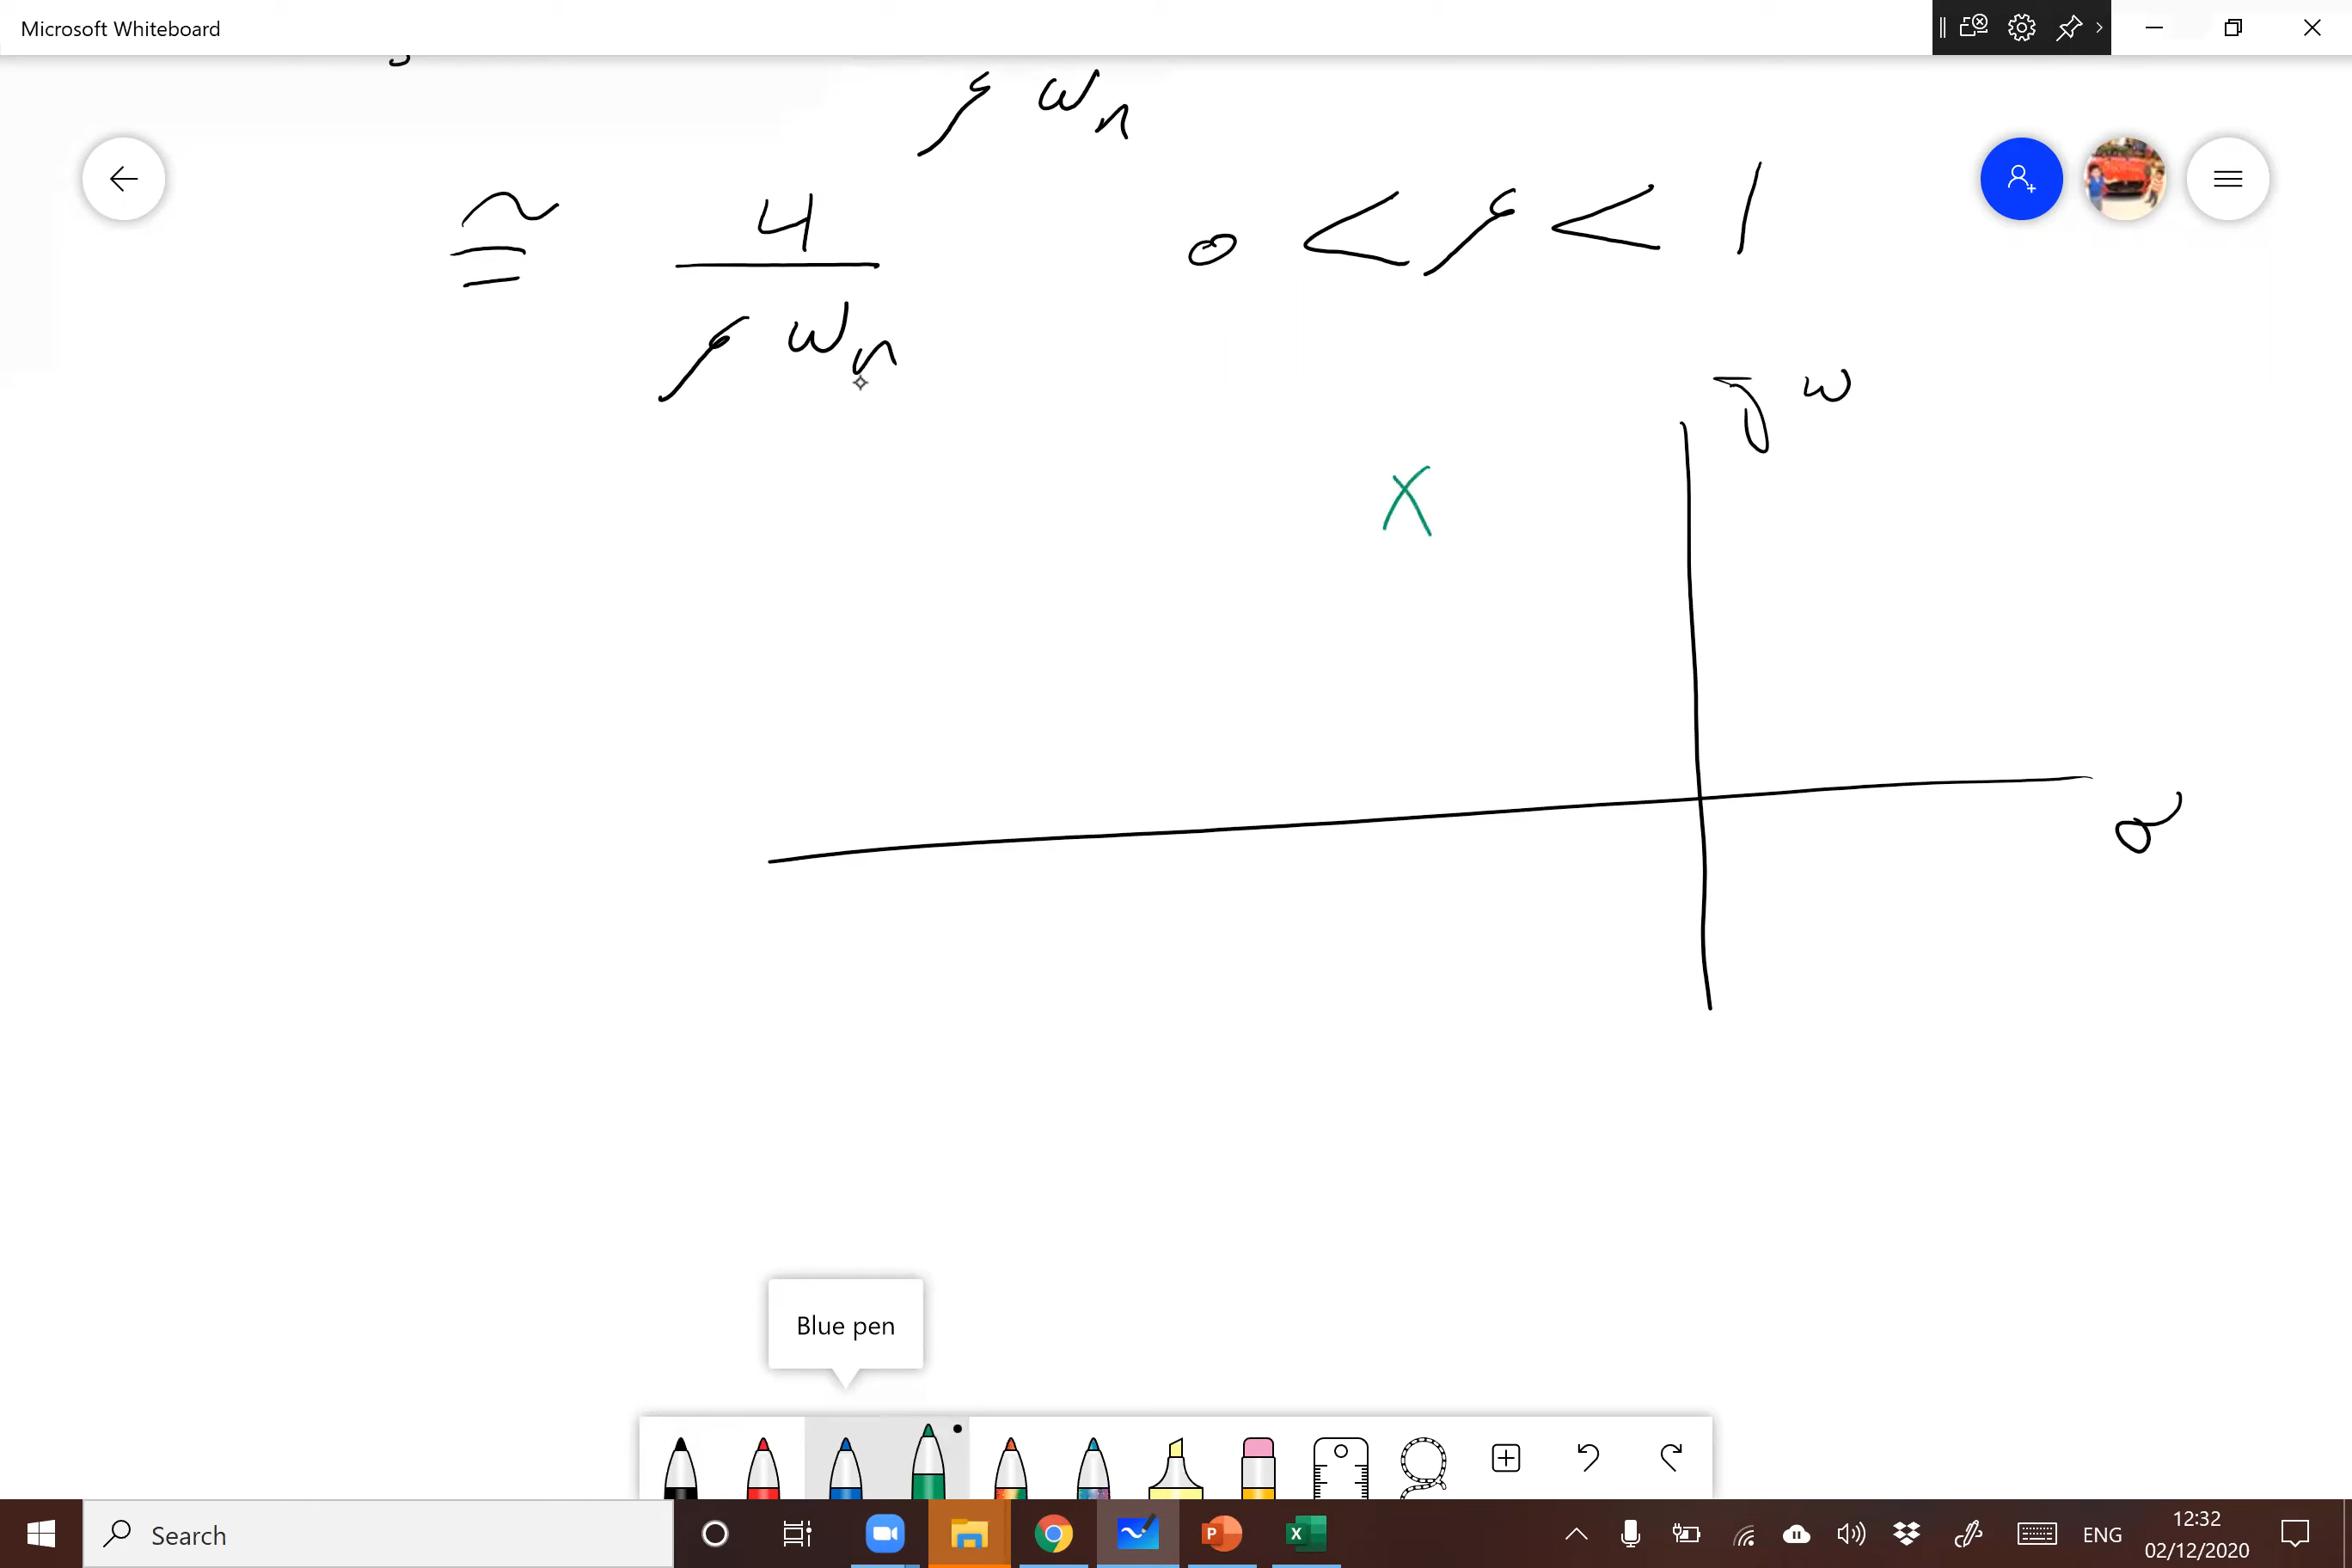 Microsoft Whiteboard
ζ ωn
≅ 4 / ζ ωn 0 < ζ < 1
jω
X
σ
Blue pen
Search
ENG
12:32
02/12/2020